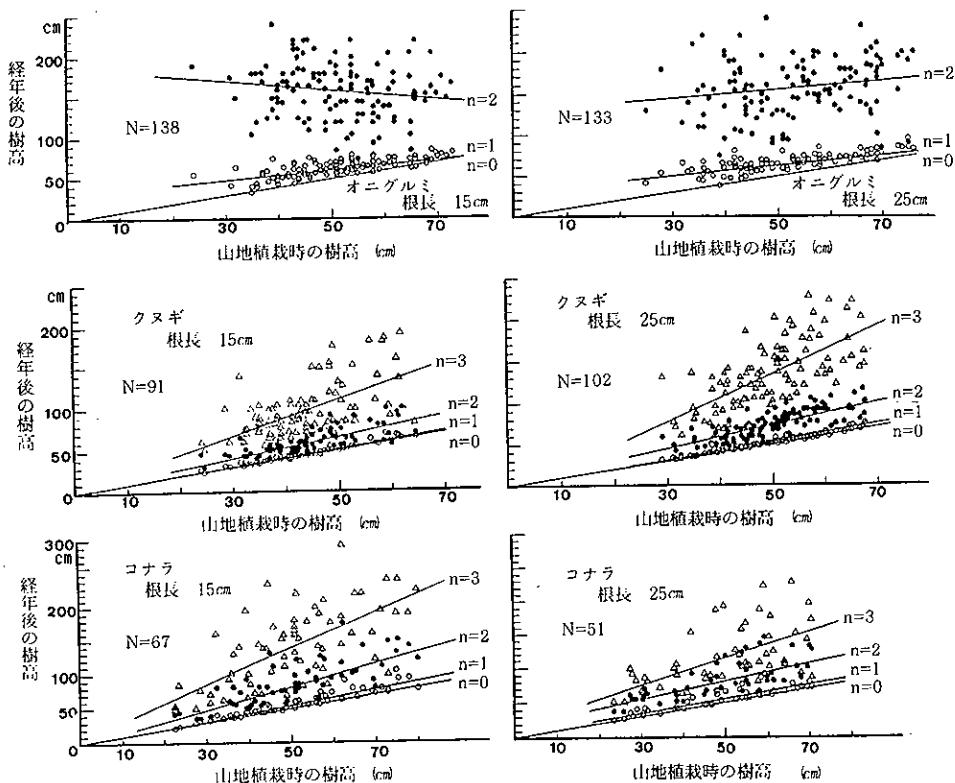 cm
200
100
50
0
経年後の樹高
N=138
n=2
n=1
n=0
オニグルミ
根長 15cm
10 30 50 70
山地植栽時の樹高 (cm)
N=133
n=2
n=1
n=0
オニグルミ
根長 25cm
10 30 50 70
山地植栽時の樹高 (cm)
cm
200
100
50
0
経年後の樹高
クヌギ
根長 15cm
N=91
n=3
n=2
n=1
n=0
10 30 50 70
山地植栽時の樹高 (cm)
クヌギ
根長 25cm
N=102
n=3
n=2
n=1
n=0
10 30 50 70
山地植栽時の樹高 (cm)
300
cm
200
100
50
0
経年後の樹高
コナラ
根長 15cm
N=67
n=3
n=2
n=1
n=0
10 30 50 70
山地植栽時の樹高 (cm)
コナラ
根長 25cm
N=51
n=3
n=2
n=1
n=0
10 30 50 70
山地植栽時の樹高 (cm)